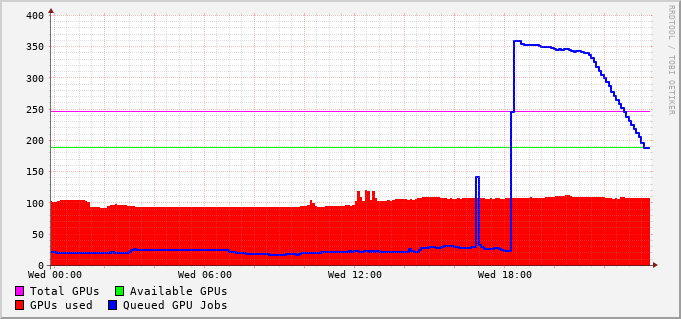 400
350
300
250
200
150
100
50
0
Wed 00:00 Wed 06:00 Wed 12:00 Wed 18:00
Total GPUs Available GPUs
GPUs used Queued GPU Jobs
RRDTOOL / TOBI OETIKER